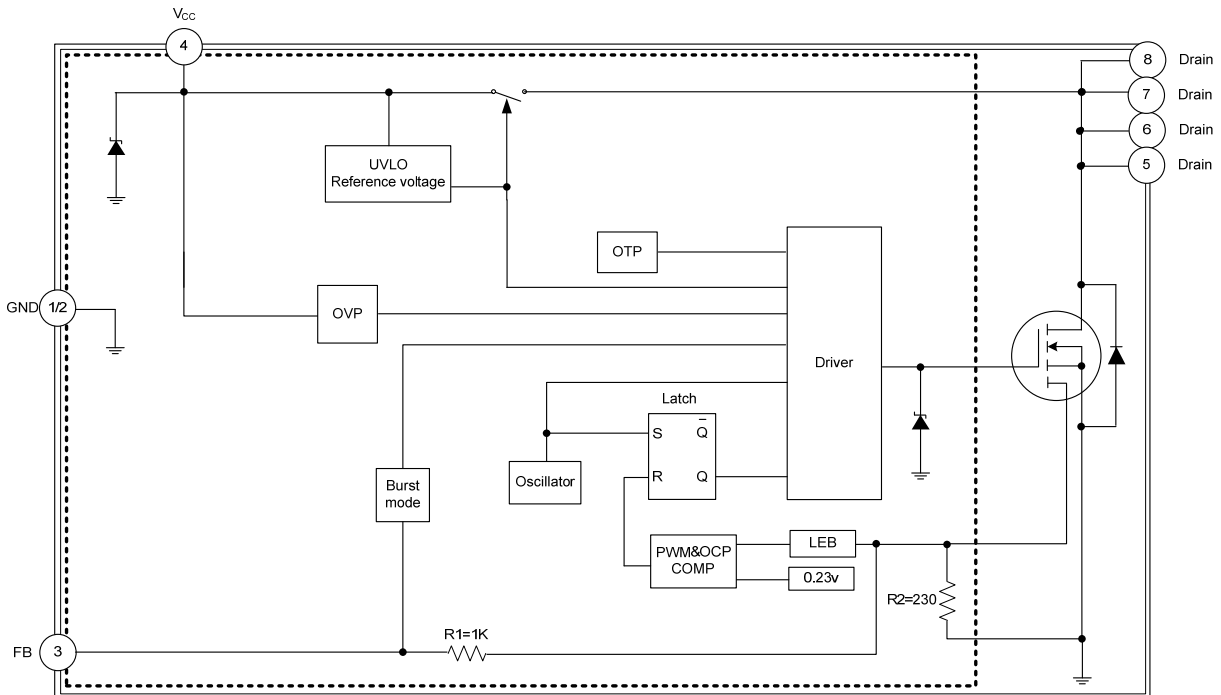 VCC
4
8 Drain
7 Drain
6 Drain
5 Drain
UVLO
Reference voltage
OTP
GND 1/2
OVP
Driver
Latch
S Q̅
R Q
Oscillator
Burst
mode
PWM&OCP
COMP
LEB
0.23v
R2=230
R1=1K
FB 3